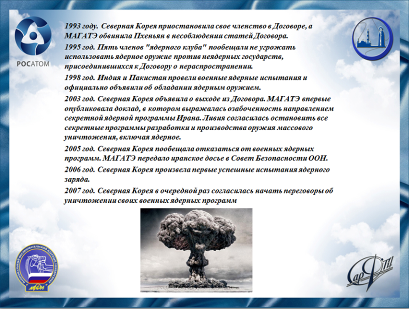 1993 году. Северная Корея приостановила свое членство в Договоре, а
МАГАТЭ обвинила Пхеньян в несоблюдении статей Договора.
1995 год. Пять членов "ядерного клуба" пообещали не угрожать
использовать ядерное оружие против неядерных государств,
присоединившихся к Договору о нераспространении.
1998 год. Индия и Пакистан провели военные ядерные испытания и
официально объявили об обладании ядерным оружием.
2003 год. Северная Корея объявила о выходе из Договора. МАГАТЭ впервые
опубликовала доклад, в котором выражалась озабоченность направлением
секретной ядерной программы Ирана. Ливия согласилась остановить все
секретные программы разработки и производства оружия массового
уничтожения, включая ядерное.
2005 год. Северная Корея пообещала отказаться от военных ядерных
программ. МАГАТЭ передало иранское досье в Совет Безопасности ООН.
2006 год. Северная Корея произвела первые успешные испытания ядерного
заряда.
2007 год. Северная Корея в очередной раз согласилась начать переговоры об
уничтожении своих военных ядерных программ
РОСАТОМ
СарФТИ